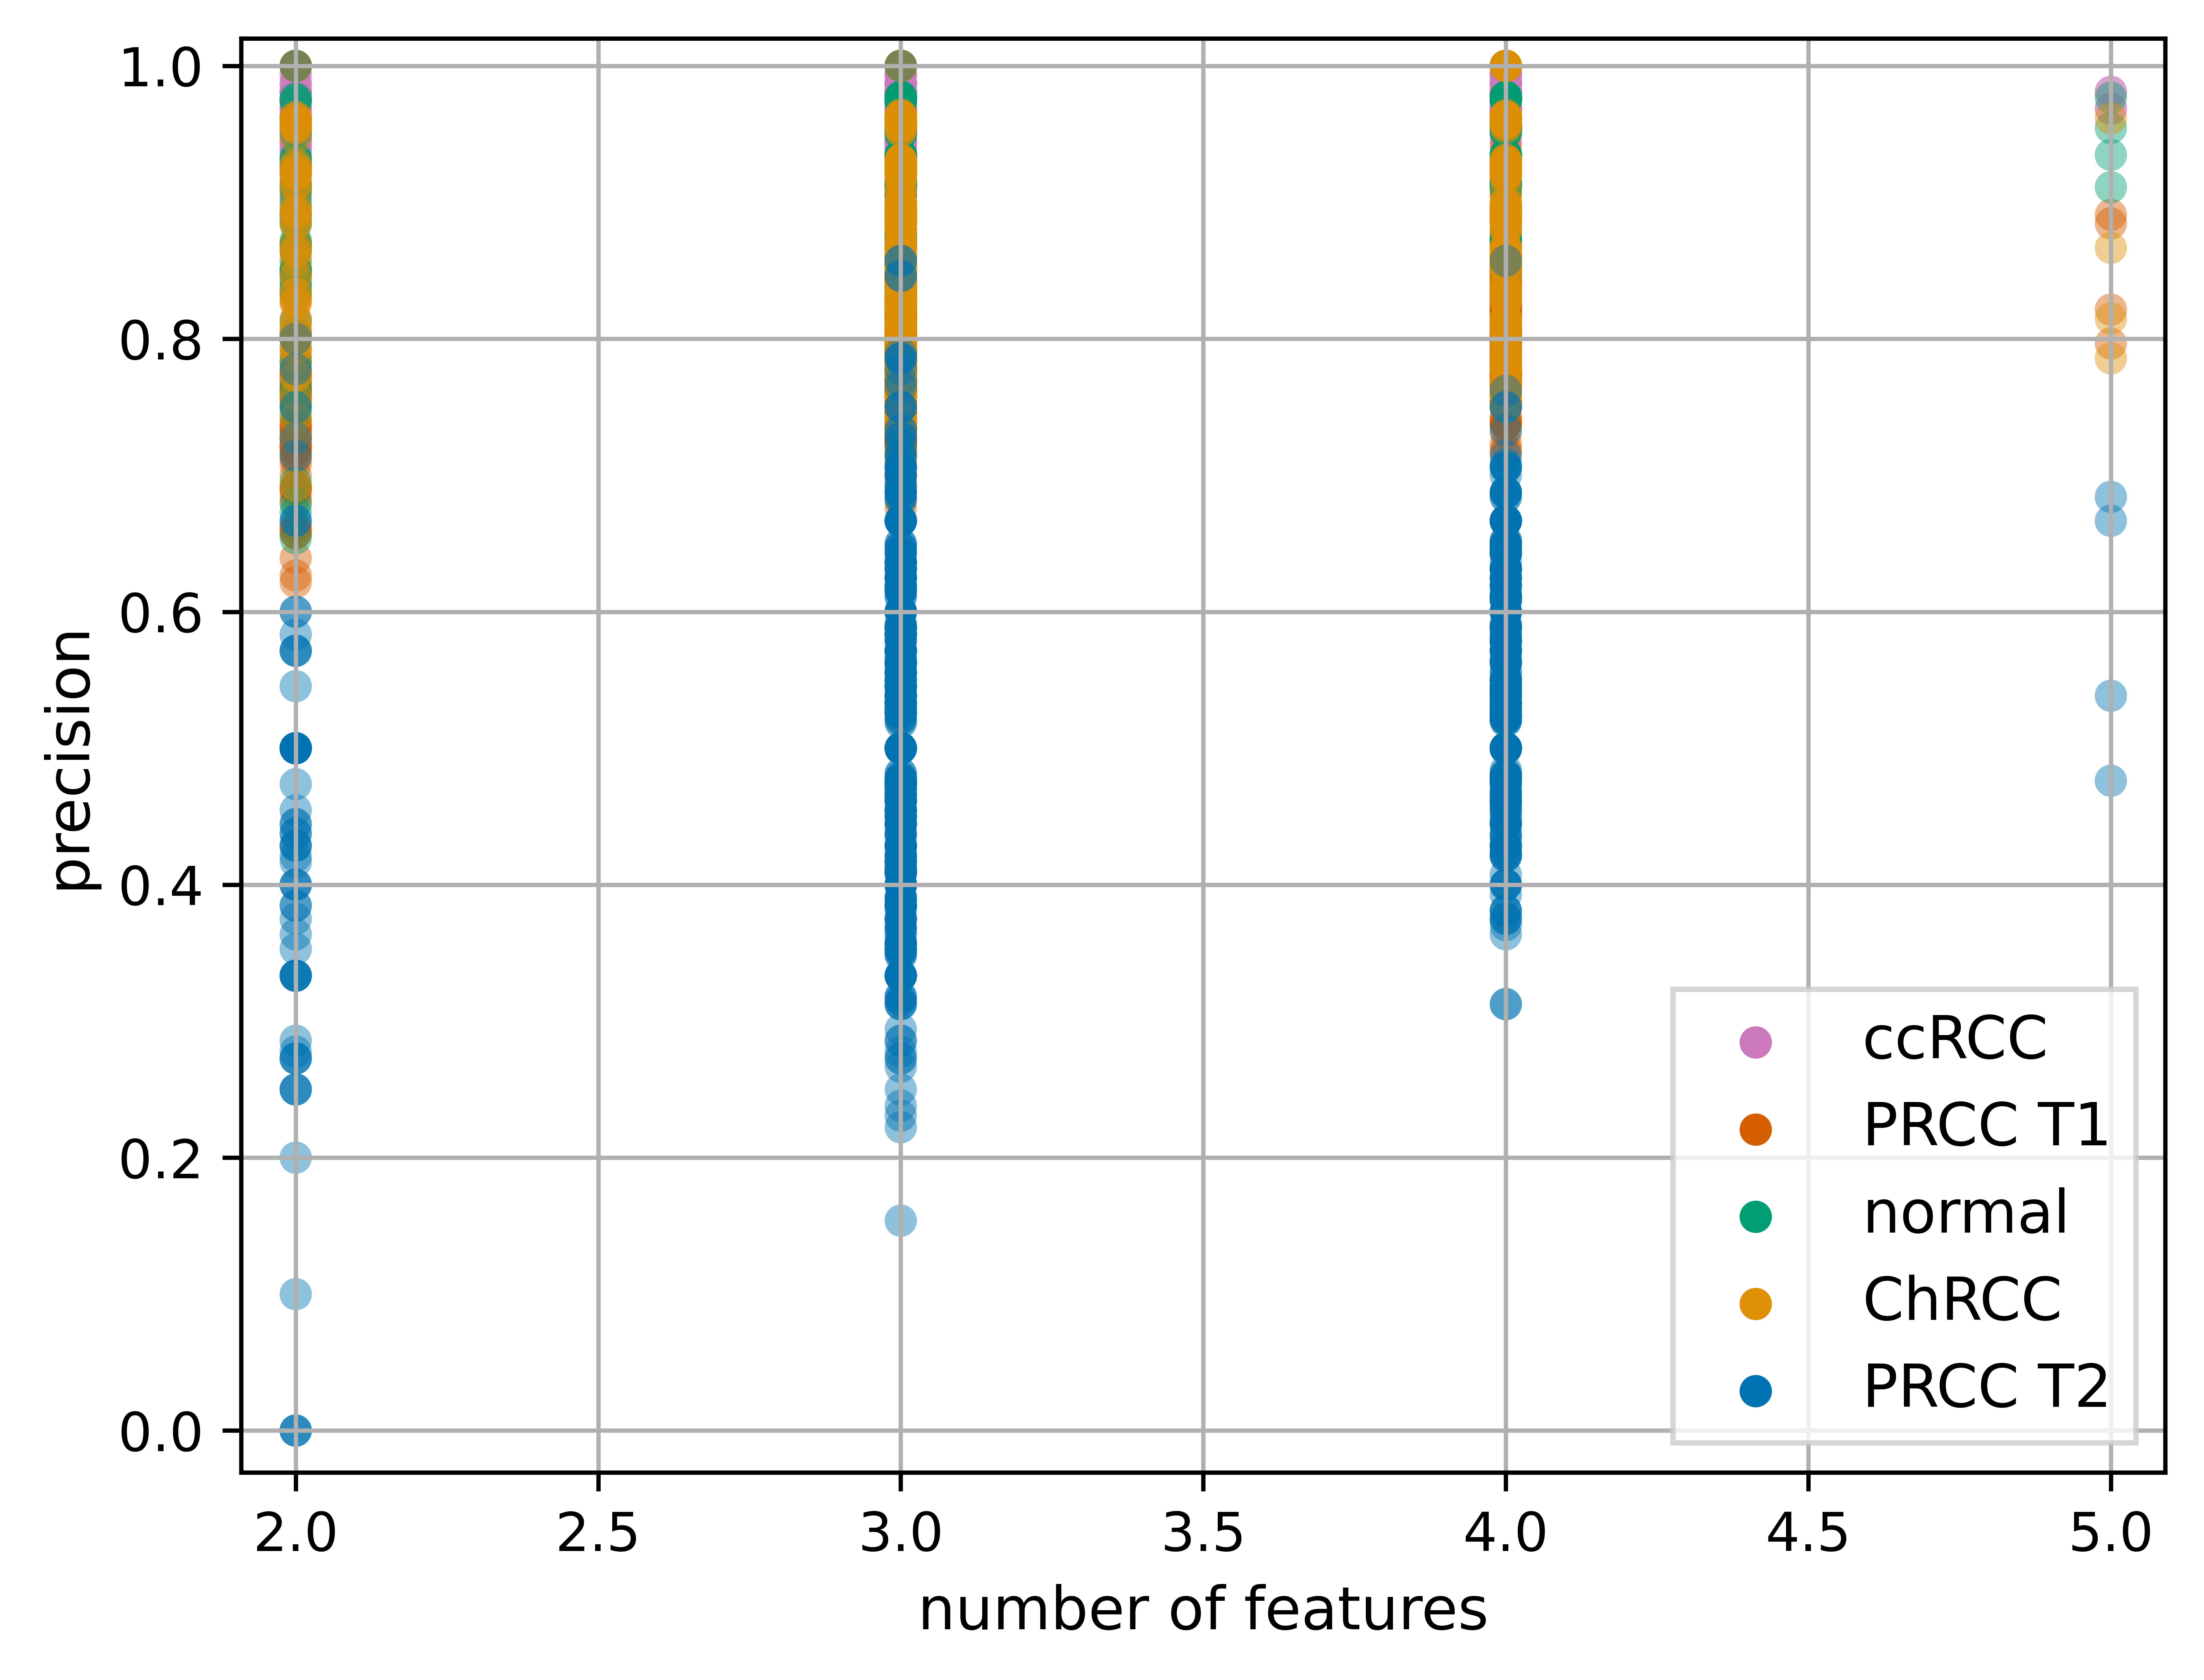 1.0
0.8
0.6
0.4
0.2
0.0
precision
2.0 2.5 3.0 3.5 4.0 4.5 5.0
number of features
ccRCC
PRCC T1
normal
ChRCC
PRCC T2